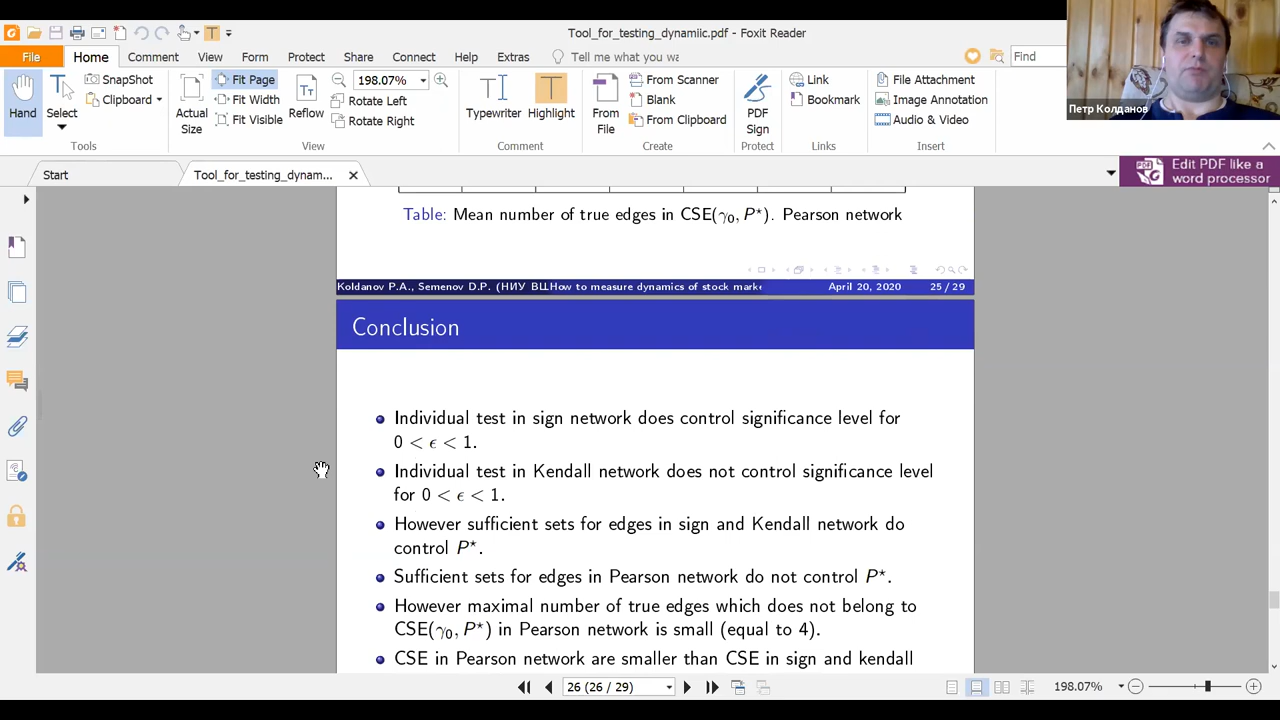 Tool_for_testing_dynamiic.pdf - Foxit Reader
File Home Comment View Form Protect Share Connect Help Extras Tell me what you wa Find
Hand Select SnapShot Clipboard Actual Size Fit Page Fit Width Fit Visible Reflow 198.07% Rotate Left Rotate Right Typewriter Highlight From File From Scanner Blank From Clipboard PDF Sign Link Bookmark File Attachment Image Annotation Audio & Video
Tools View Comment Create Protect Links Insert
Петр Колданов
Start Tool_for_testing_dynam...
Edit PDF like a
word processor
Table: Mean number of true edges in CSE(γ₀, P⋆). Pearson network
Koldanov P.A., Semenov D.P. (НИУ ВШ How to measure dynamics of stock marke April 20, 2020 25 / 29
Conclusion
Individual test in sign network does control significance level for
0 < ϵ < 1.
Individual test in Kendall network does not control significance level
for 0 < ϵ < 1.
However sufficient sets for edges in sign and Kendall network do
control P⋆.
Sufficient sets for edges in Pearson network do not control P⋆.
However maximal number of true edges which does not belong to
CSE(γ₀, P⋆) in Pearson network is small (equal to 4).
CSE in Pearson network are smaller than CSE in sign and kendall
26 (26 / 29) 198.07%